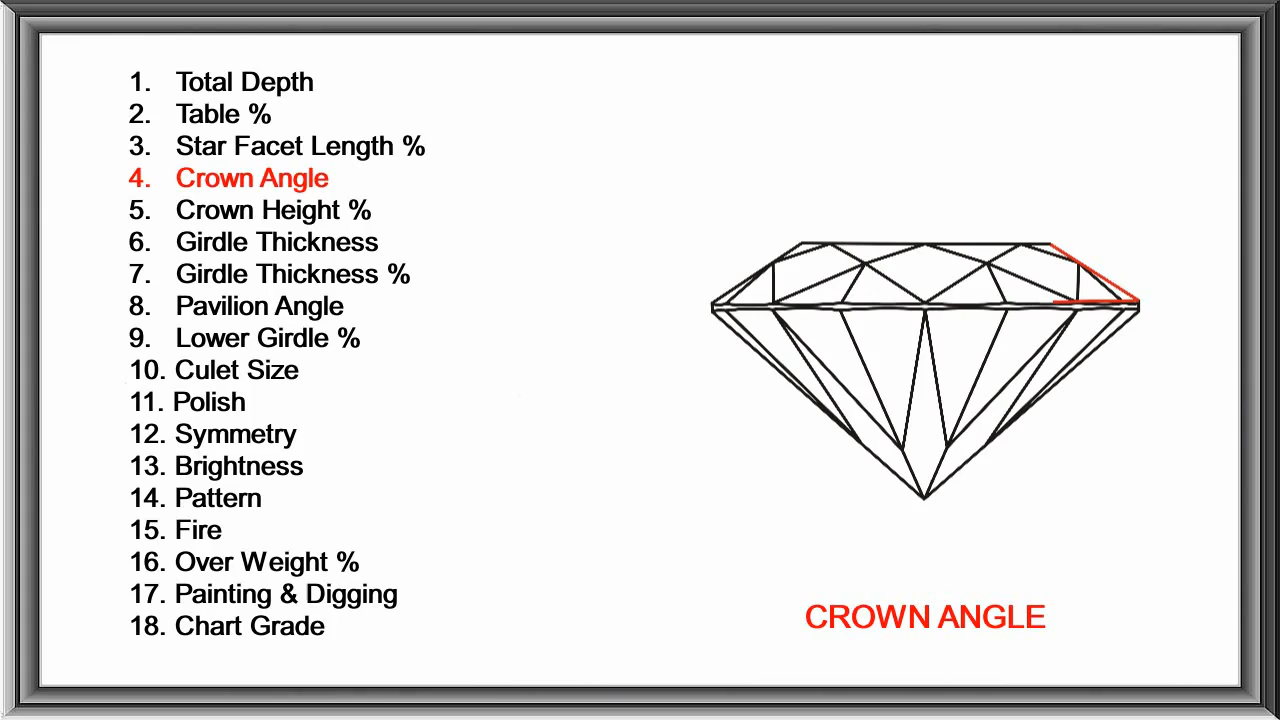 1. Total Depth
2. Table %
3. Star Facet Length %
4. Crown Angle
5. Crown Height %
6. Girdle Thickness
7. Girdle Thickness %
8. Pavilion Angle
9. Lower Girdle %
10. Culet Size
11. Polish
12. Symmetry
13. Brightness
14. Pattern
15. Fire
16. Over Weight %
17. Painting & Digging
18. Chart Grade
CROWN ANGLE